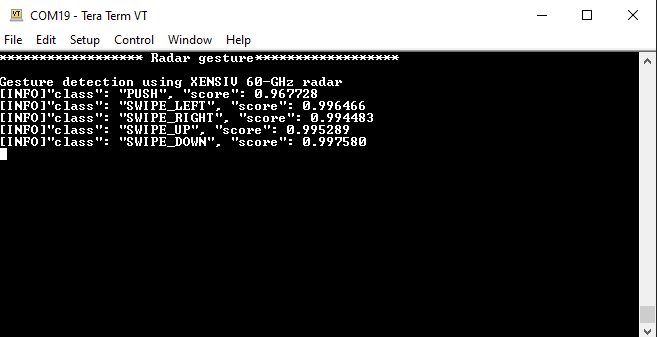 COM19 - Tera Term VT
File Edit Setup Control Window Help
****************** Radar gesture******************
Gesture detection using XENSIV 60-GHz radar
[INFO]"class": "PUSH", "score": 0.967728
[INFO]"class": "SWIPE_LEFT", "score": 0.996466
[INFO]"class": "SWIPE_RIGHT", "score": 0.994483
[INFO]"class": "SWIPE_UP", "score": 0.995289
[INFO]"class": "SWIPE_DOWN", "score": 0.997580